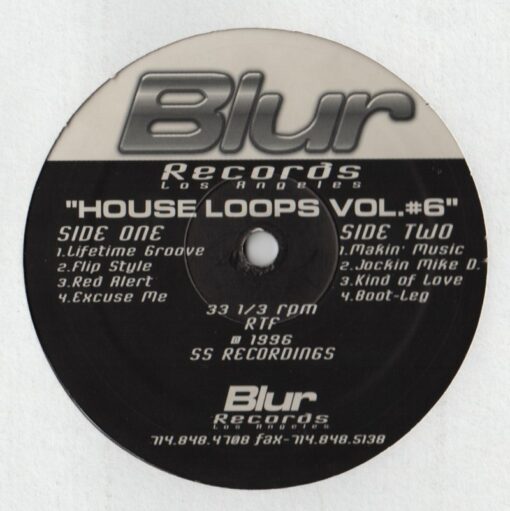 Blur
Records
Los Angeles
"HOUSE LOOPS VOL.#6"
SIDE ONE
1.Lifetime Groove
2.Flip Style
3.Red Alert
4.Excuse Me
SIDE TWO
1.Makin' Music
2.Jockin Mike D.
3.Kind of Love
4.Boot-Leg
33 1/3 rpm
RTF
℗ 1996
SS RECORDINGS
Blur
Records
Los Angeles
714.848.4708 fax-714.848.5138